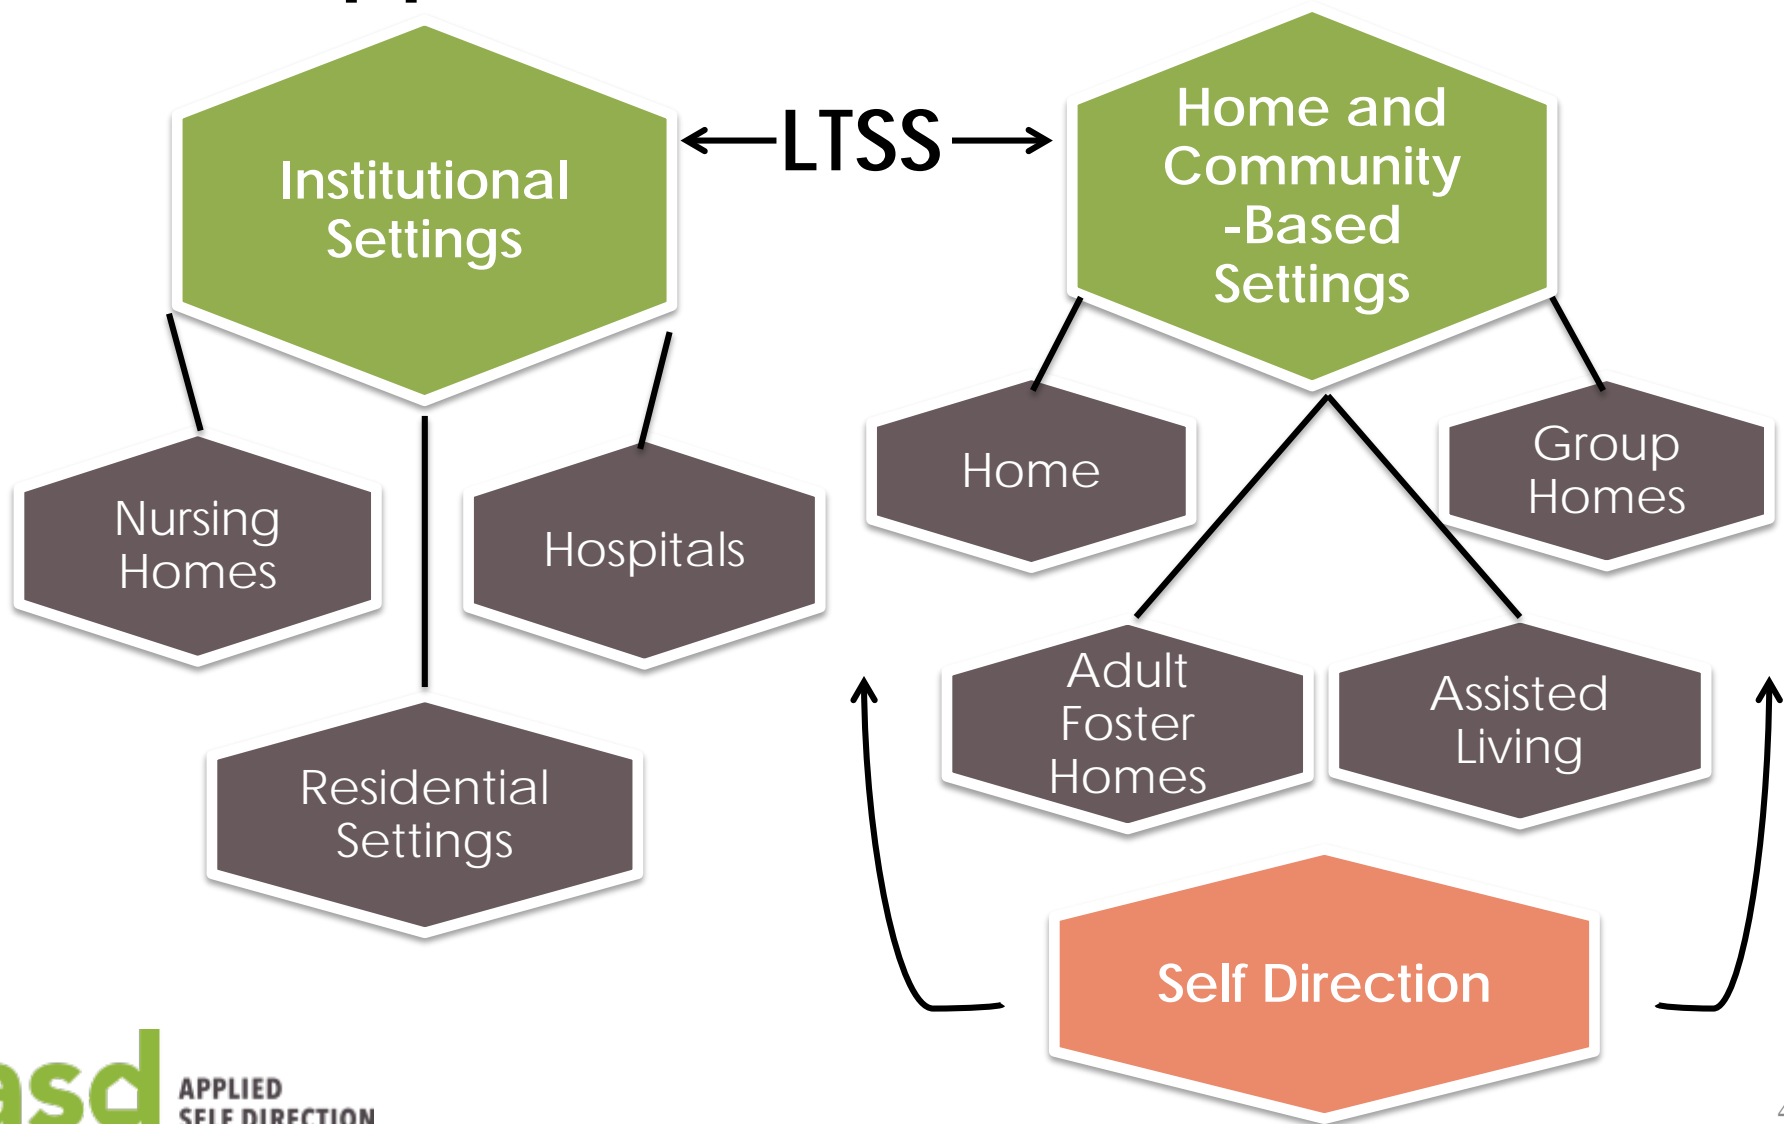 LTSS
Institutional
Settings
Home and
Community
-Based
Settings
Nursing
Homes
Hospitals
Residential
Settings
Home
Group
Homes
Adult
Foster
Homes
Assisted
Living
Self Direction
asd
APPLIED
SELF DIRECTION
4